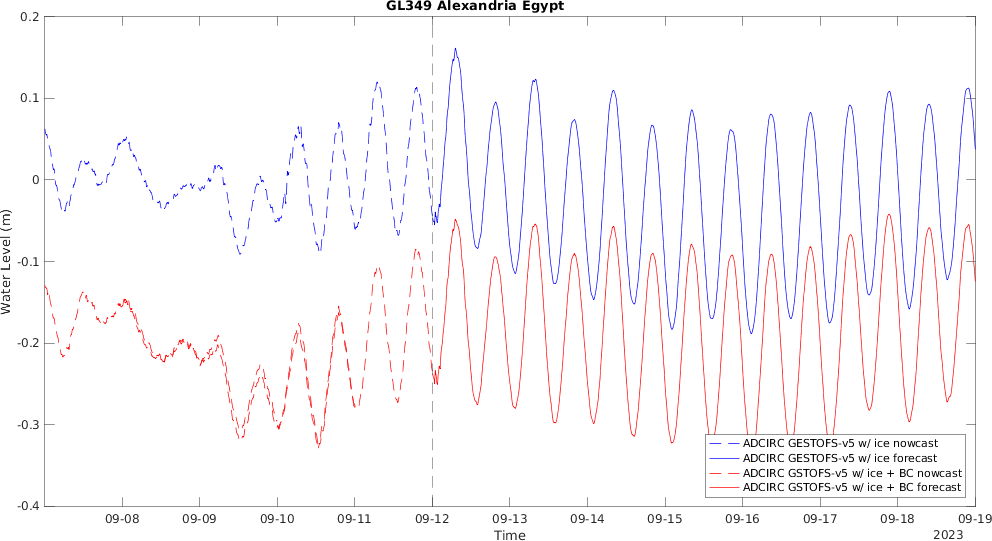 GL349 Alexandria Egypt
0.2
0.1
0
-0.1
-0.2
-0.3
-0.4
Water Level (m)
ADCIRC GESTOFS-v5 w/ ice nowcast
ADCIRC GESTOFS-v5 w/ ice forecast
ADCIRC GSTOFS-v5 w/ ice + BC nowcast
ADCIRC GSTOFS-v5 w/ ice + BC forecast
09-08 09-09 09-10 09-11 09-12 09-13 09-14 09-15 09-16 09-17 09-18 09-19
Time
2023